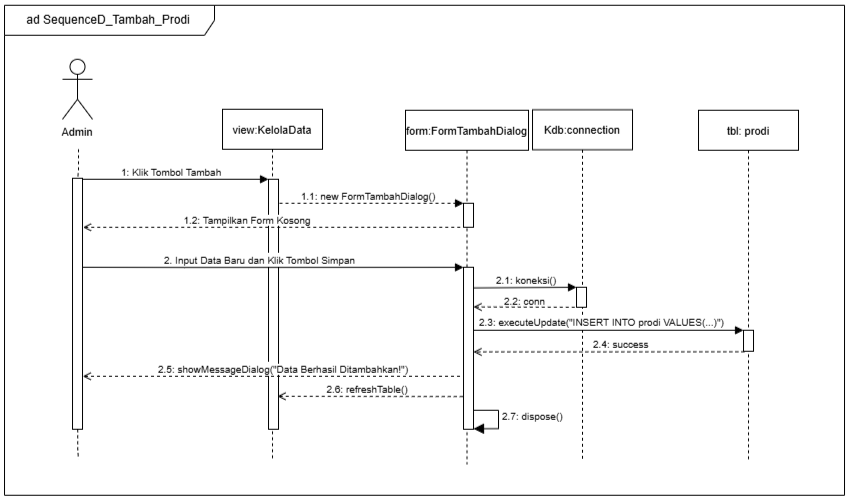 ad SequenceD_Tambah_Prodi
Admin
view:KelolaData
form:FormTambahDialog
Kdb:connection
tbl: prodi
1: Klik Tombol Tambah
1.1: new FormTambahDialog()
1.2: Tampilkan Form Kosong
2. Input Data Baru dan Klik Tombol Simpan
2.1: koneksi()
2.2: conn
2.3: executeUpdate("INSERT INTO prodi VALUES(...)")
2.4: success
2.5: showMessageDialog("Data Berhasil Ditambahkan!")
2.6: refreshTable()
2.7: dispose()